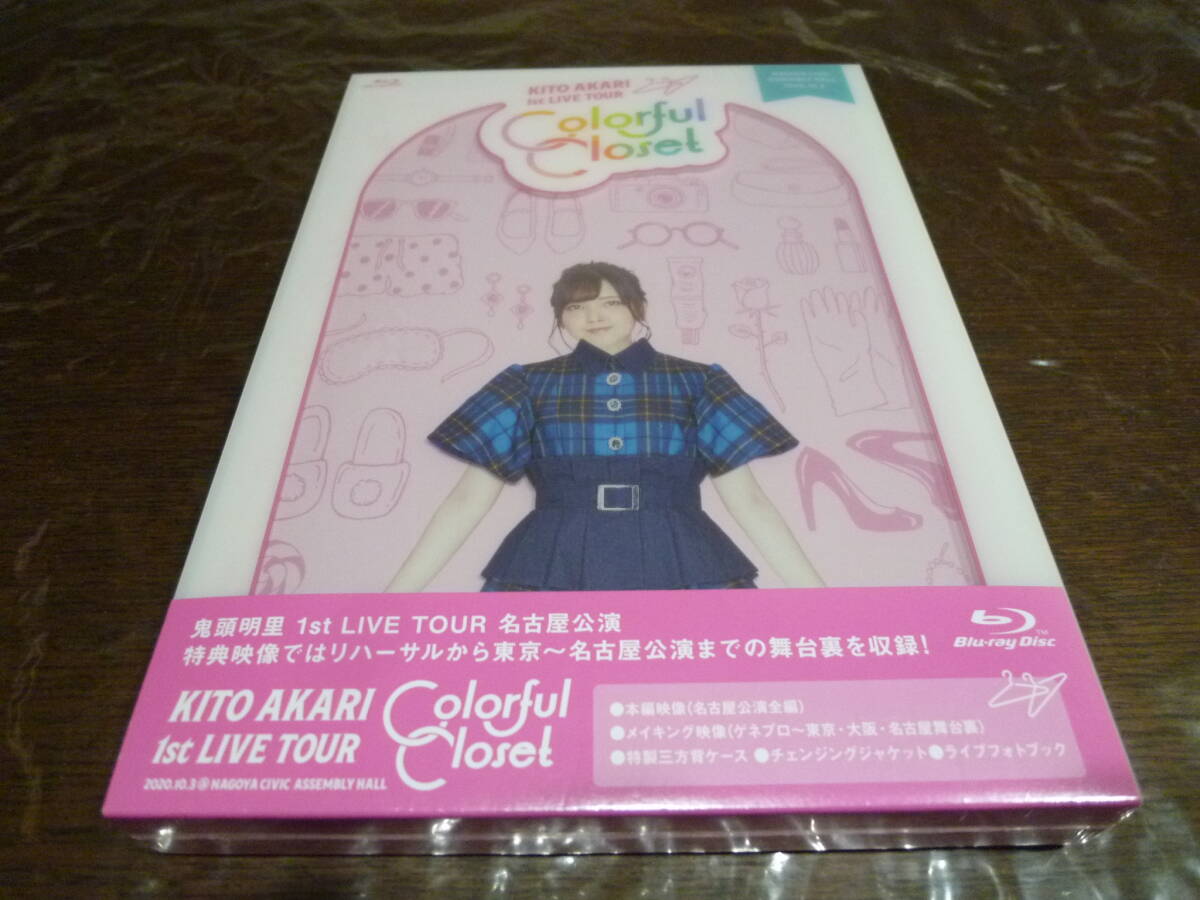 KITO AKARI
1st LIVE TOUR
Colorful
Closet
鬼頭明里 1st LIVE TOUR 名古屋公演
特典映像ではリハーサルから東京～名古屋公演までの舞台裏を収録!
Blu-ray Disc™
KITO AKARI
1st LIVE TOUR
Colorful
Closet
2020.10.3@NAGOYA CIVIC ASSEMBLY HALL
●本編映像(名古屋公演全編)
●メイキング映像(ゲネプロ～東京・大阪・名古屋舞台裏)
●特製三方背ケース ●チェンジングジャケット●ライブフォトブック